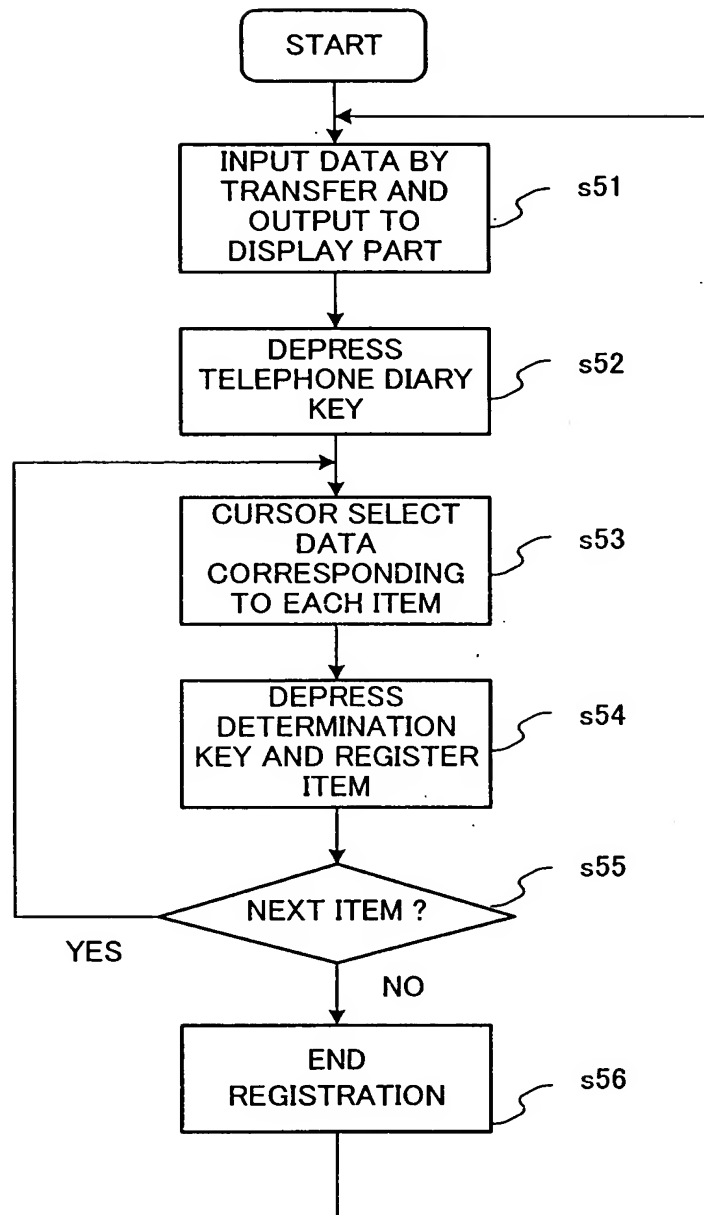 START
INPUT DATA BY
TRANSFER AND
OUTPUT TO
DISPLAY PART
s51
DEPRESS
TELEPHONE DIARY
KEY
s52
CURSOR SELECT
DATA
CORRESPONDING
TO EACH ITEM
s53
DEPRESS
DETERMINATION
KEY AND REGISTER
ITEM
s54
NEXT ITEM ?
s55
YES
NO
END
REGISTRATION
s56